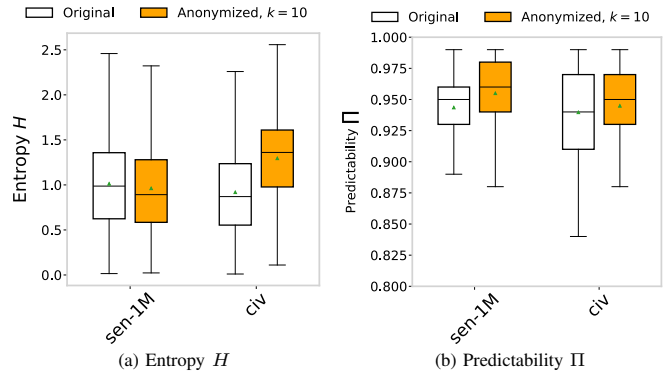 Original Anonymized, k = 10
Entropy H
2.5
2.0
1.5
1.0
0.5
0.0
sen-1M
civ
(a) Entropy H
Original Anonymized, k = 10
Predictability Π
1.000
0.975
0.950
0.925
0.900
0.875
0.850
0.825
0.800
sen-1M
civ
(b) Predictability Π